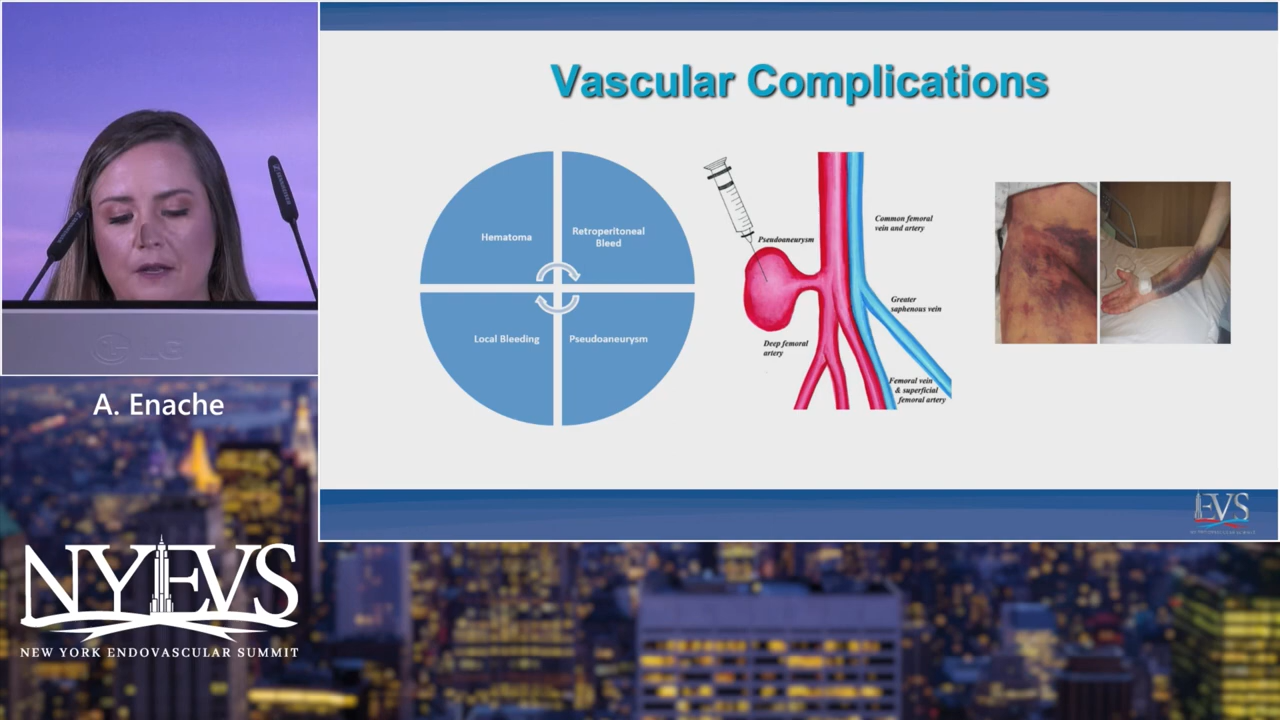 Vascular Complications
Hematoma
Retroperitoneal
Bleed
Local Bleeding
Pseudoaneurysm
Pseudoaneurysm
Common femoral
vein and artery
Greater
saphenous vein
Deep femoral
artery
Femoral vein
& superficial
femoral artery
LG
A. Enache
NYEVS
NEW YORK ENDOVASCULAR SUMMIT
EVS